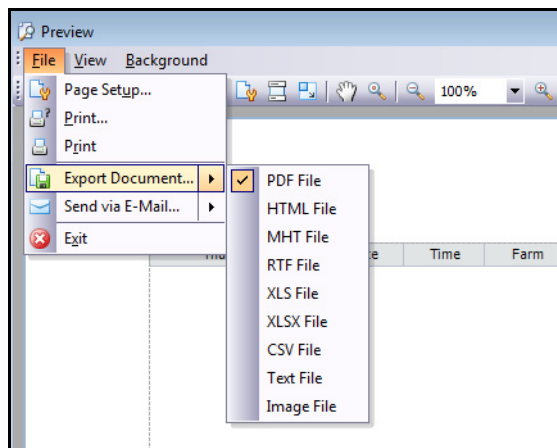 Preview
File View Background
100%
Page Setup...
Print...
Print
Export Document...
Send via E-Mail...
Exit
PDF File
HTML File
MHT File
RTF File
XLS File
XLSX File
CSV File
Text File
Image File
Time Farm